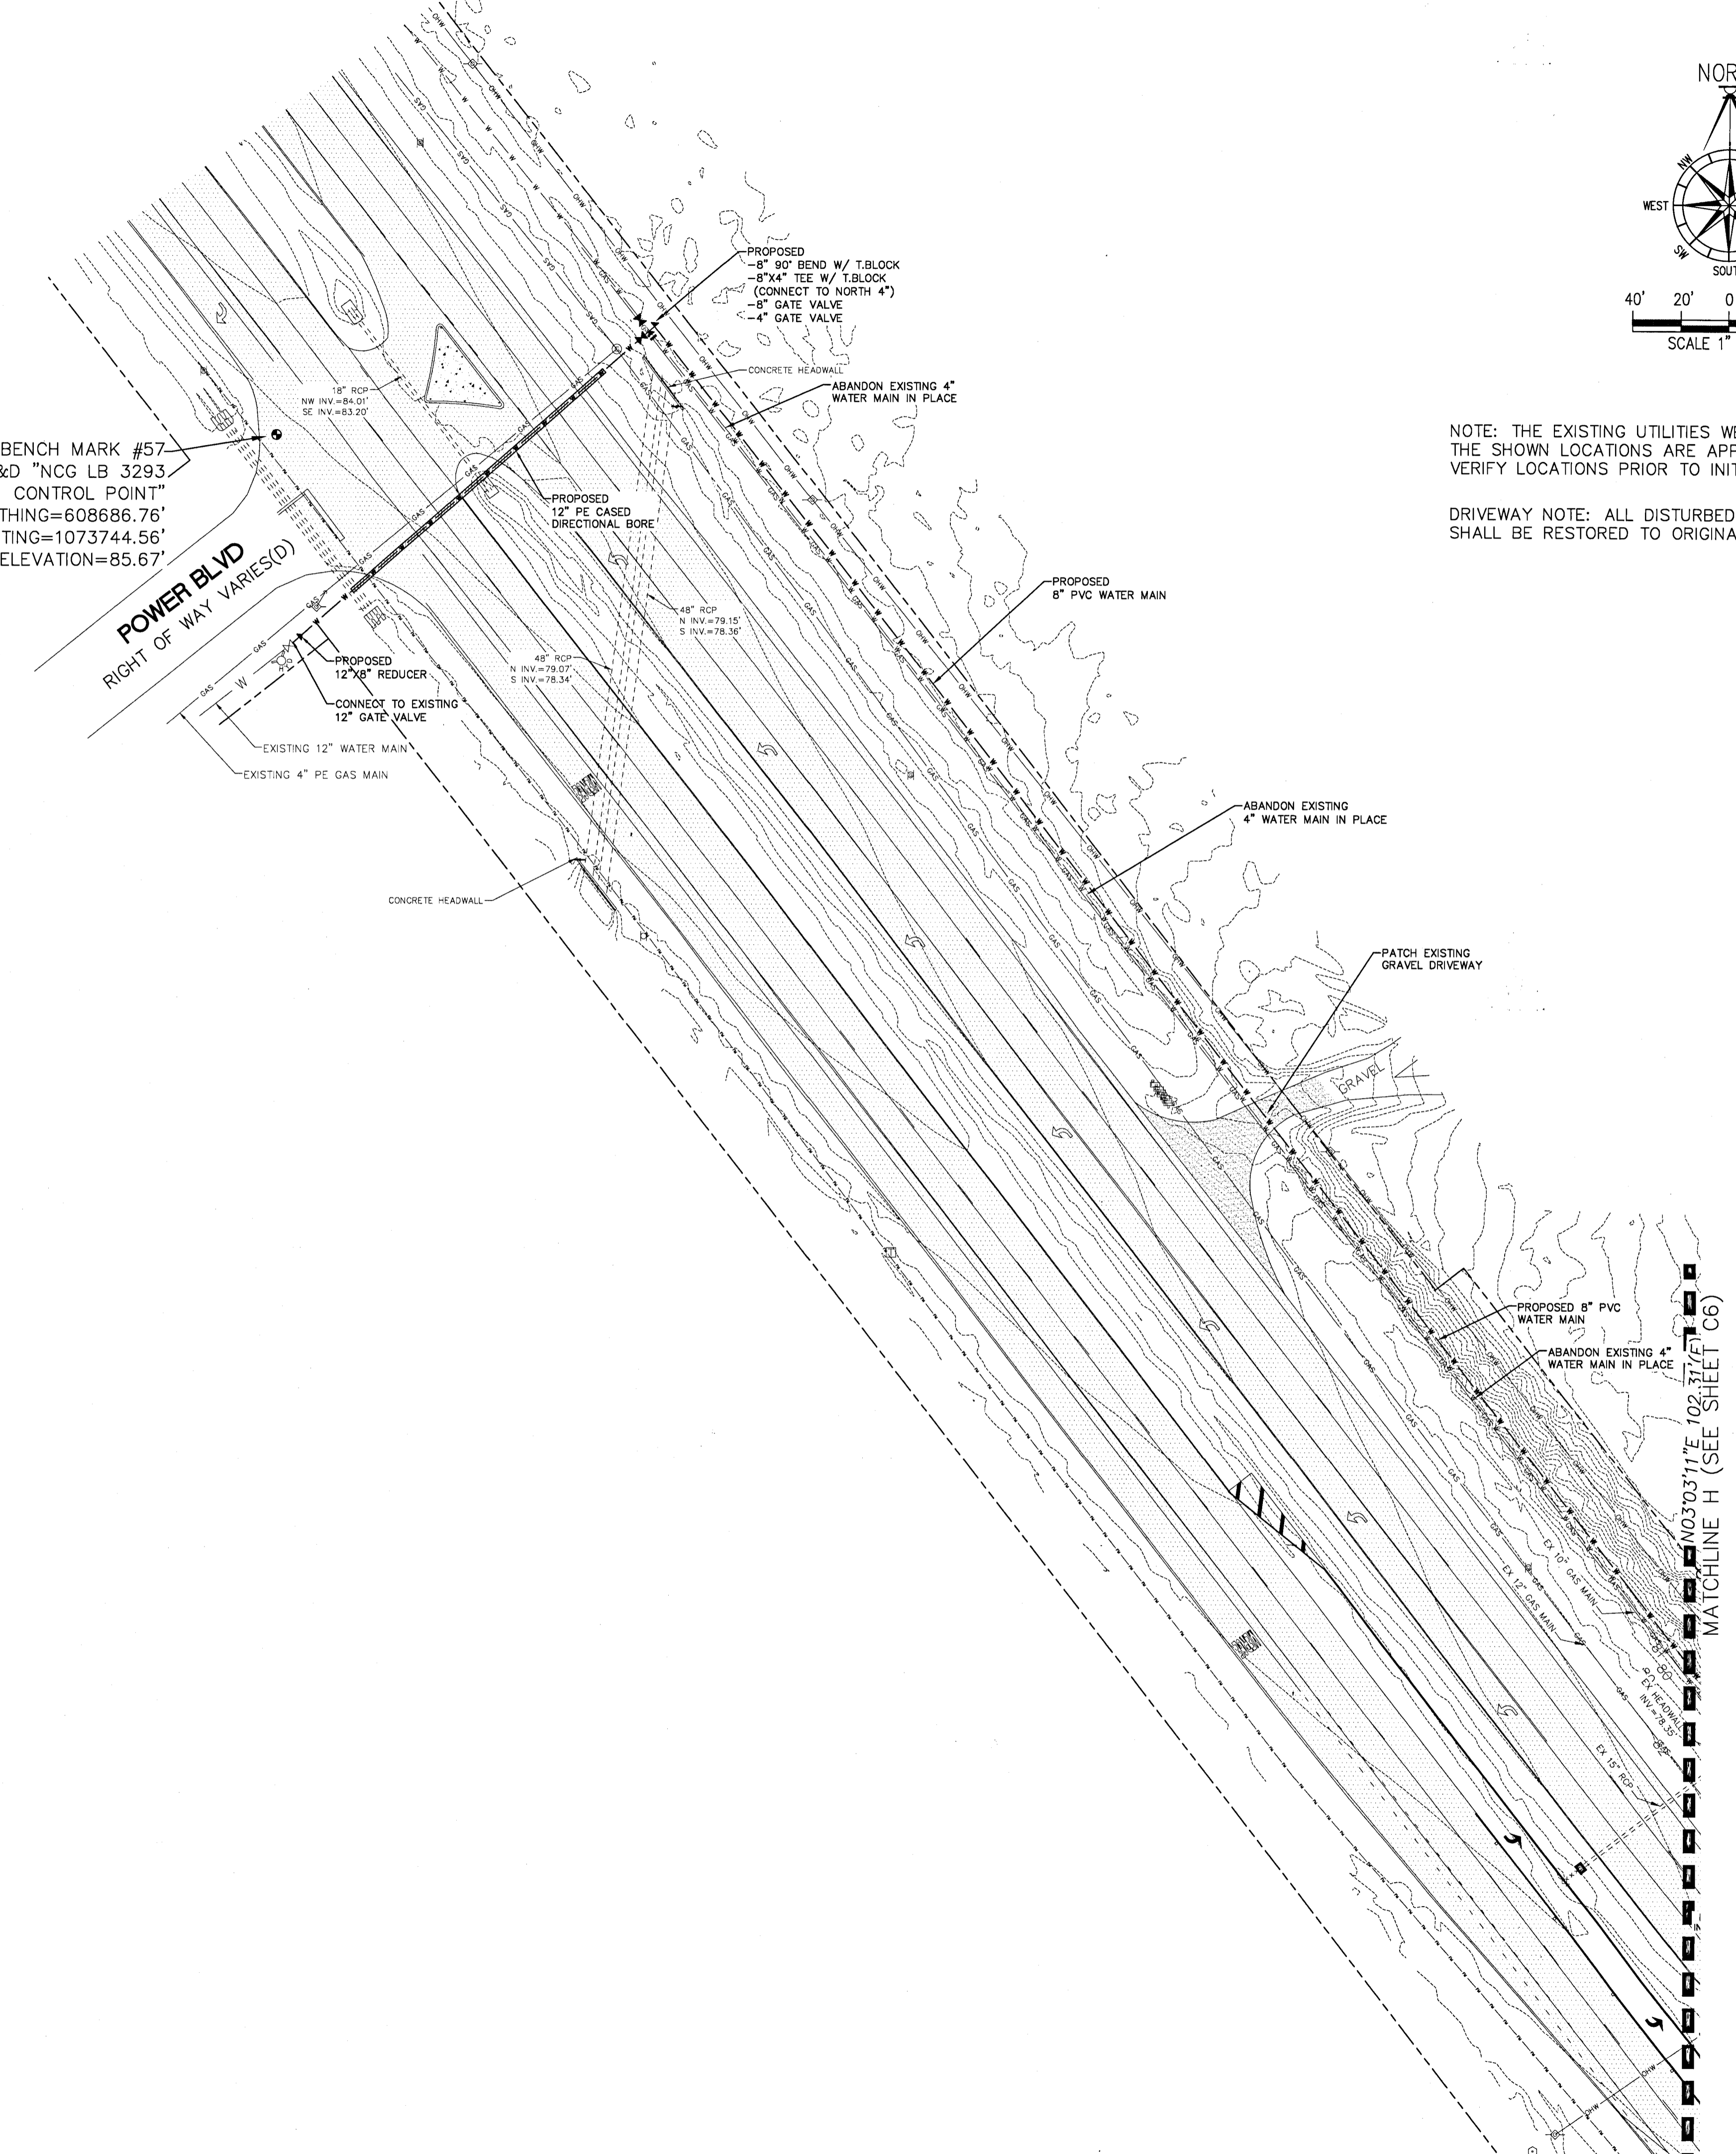 NOR
NW
WEST
SW
SOUT
40' 20' 0
SCALE 1"
PROPOSED
-8" 90° BEND W/ T.BLOCK
-8"X4" TEE W/ T.BLOCK
(CONNECT TO NORTH 4")
-8" GATE VALVE
-4" GATE VALVE
CONCRETE HEADWALL
ABANDON EXISTING 4"
WATER MAIN IN PLACE
18" RCP
NW INV.=84.01'
SE INV.=83.20'
BENCH MARK #57
&D "NCG LB 3293
CONTROL POINT"
THING=608686.76'
TING=1073744.56'
ELEVATION=85.67'
NOTE: THE EXISTING UTILITIES WE
THE SHOWN LOCATIONS ARE APP
VERIFY LOCATIONS PRIOR TO INIT
DRIVEWAY NOTE: ALL DISTURBED
SHALL BE RESTORED TO ORIGINA
PROPOSED
12" PE CASED
DIRECTIONAL BORE
POWER BLVD
RIGHT OF WAY VARIES(D)
PROPOSED
8" PVC WATER MAIN
48" RCP
N INV.=79.15'
S INV.=78.36'
48" RCP
N INV.=79.07'
S INV.=78.34'
PROPOSED
12"X8" REDUCER
CONNECT TO EXISTING
12" GATE VALVE
EXISTING 12" WATER MAIN
EXISTING 4" PE GAS MAIN
ABANDON EXISTING
4" WATER MAIN IN PLACE
CONCRETE HEADWALL
PATCH EXISTING
GRAVEL DRIVEWAY
GRAVEL
PROPOSED 8" PVC
WATER MAIN
ABANDON EXISTING 4"
WATER MAIN IN PLACE
N03°03'11"E 102.31'(F)
MATCHLINE H (SEE SHEET C6)
EX 10" GAS MAIN
EX 12" GAS MAIN
EX HEADWALL
INV.=78.35'
EX 15" RCP
GAS
OHW
W